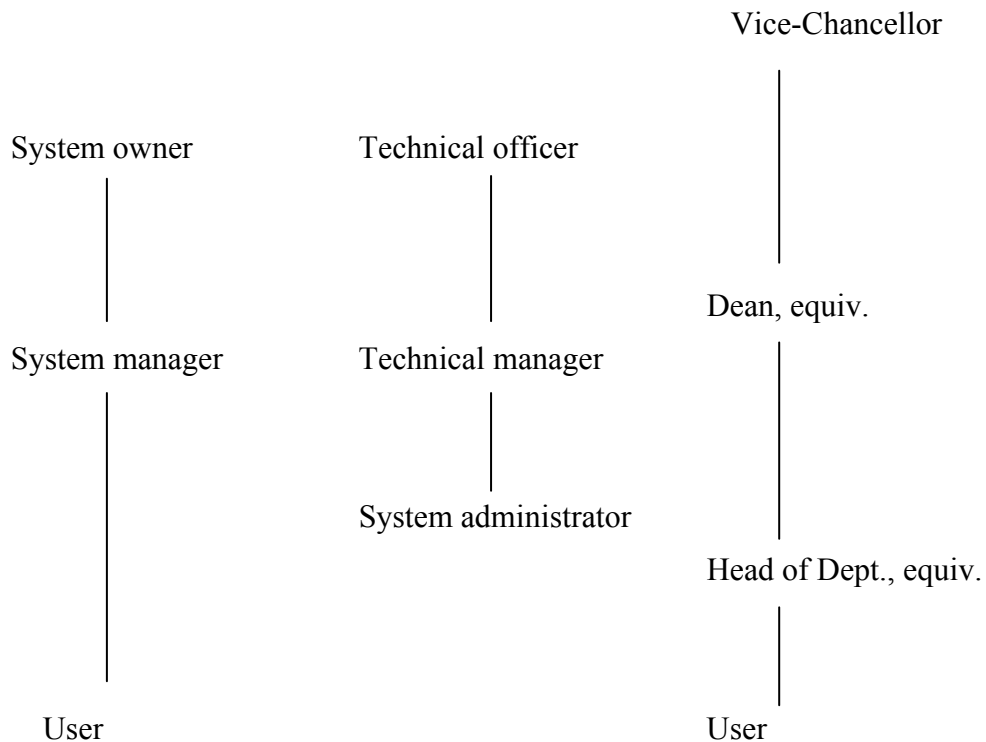 Vice-Chancellor
System owner
Technical officer
Dean, equiv.
System manager
Technical manager
System administrator
Head of Dept., equiv.
User
User